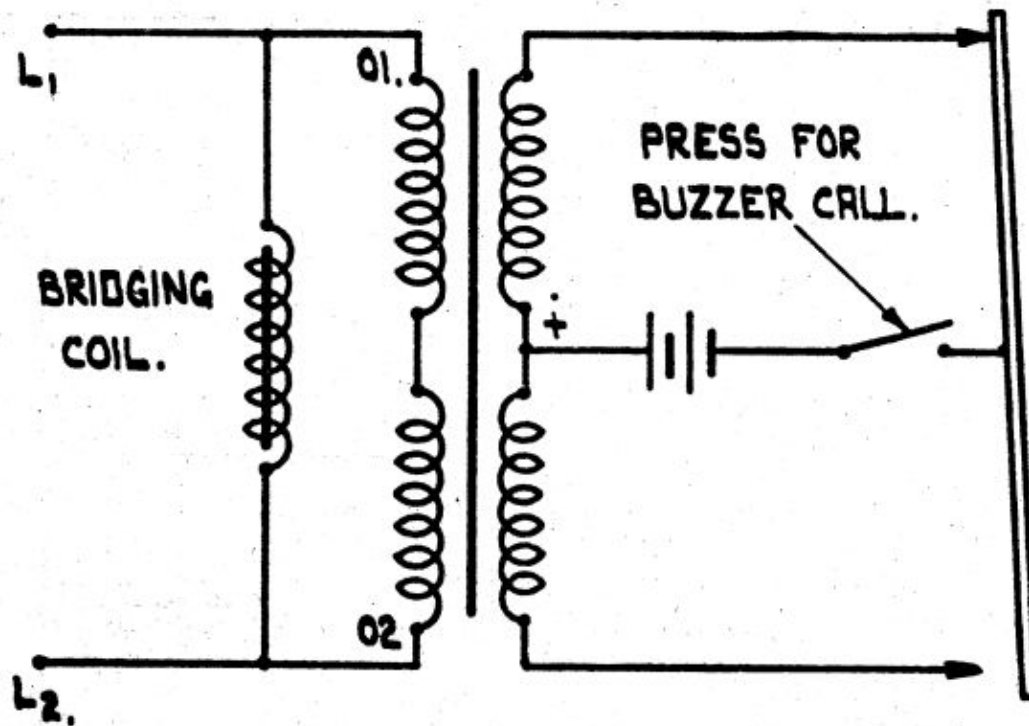 L1
O1.
PRESS FOR
BUZZER CALL.
BRIDGING
COIL.
+
O2
L2.